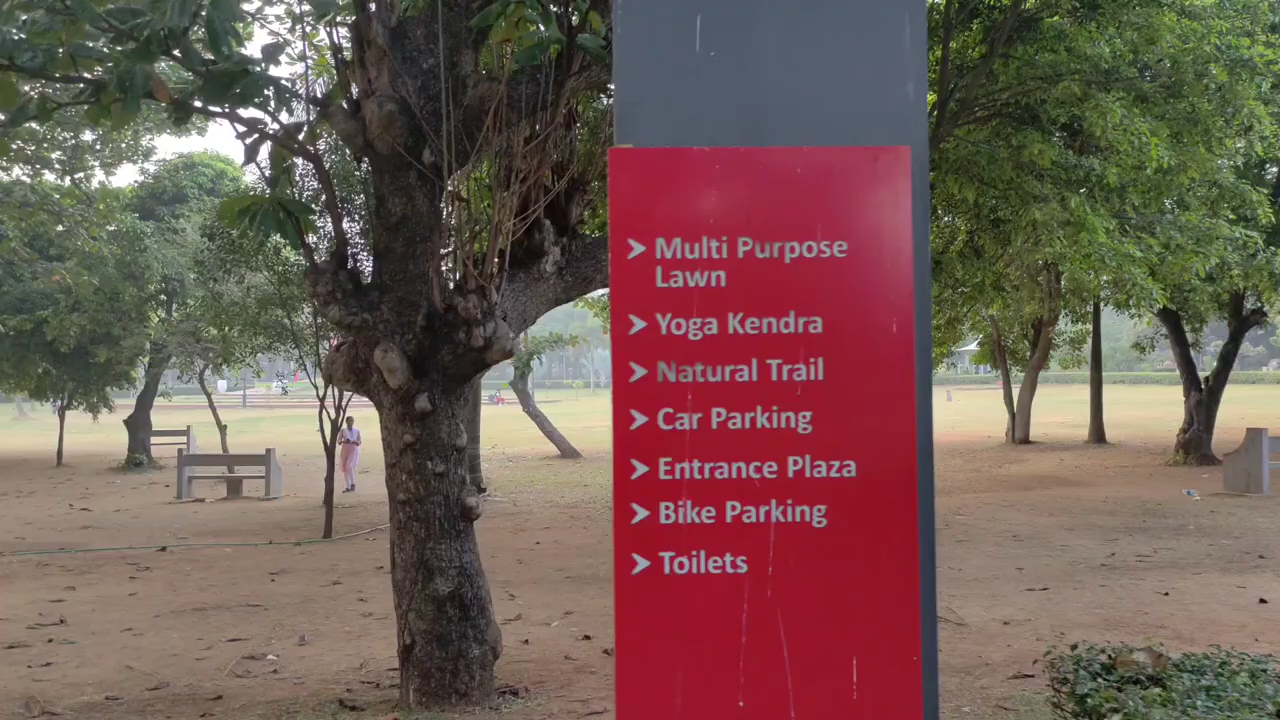 Multi Purpose
Lawn
Yoga Kendra
Natural Trail
Car Parking
Entrance Plaza
Bike Parking
Toilets